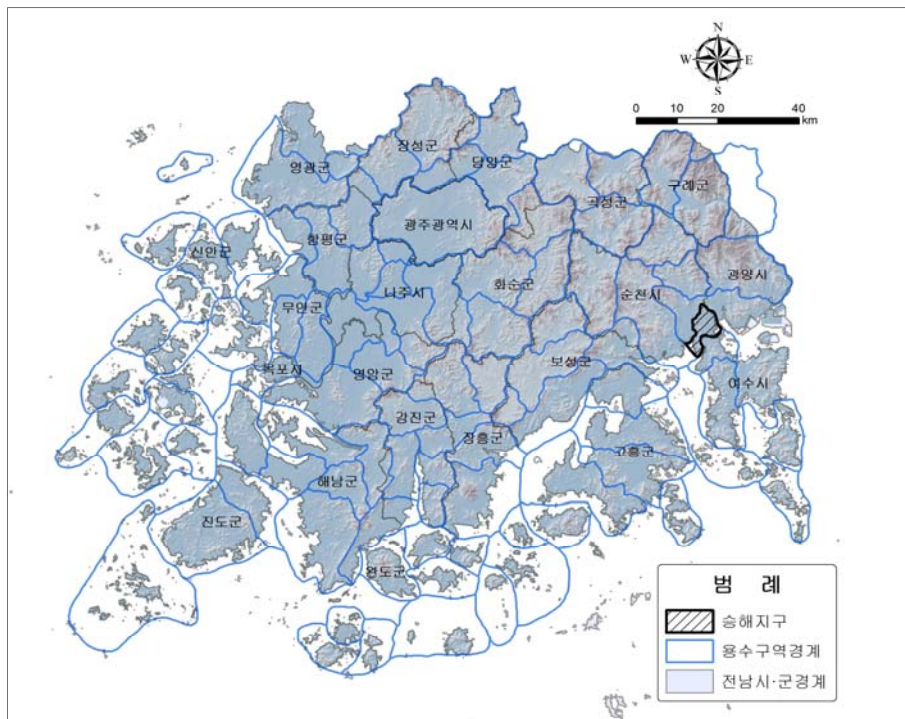 N
W E
S
0 10 20 40
km
장성군
담양군
영광군
구례군
곡성군
광주광역시
함평군
신안군
광양시
화순군
나주시
순천시
무안군
보성군
목포시
영암군
여수시
강진군
장흥군
고흥군
해남군
진도군
완도군
범 례
승해지구
용수구역경계
전남시·군경계